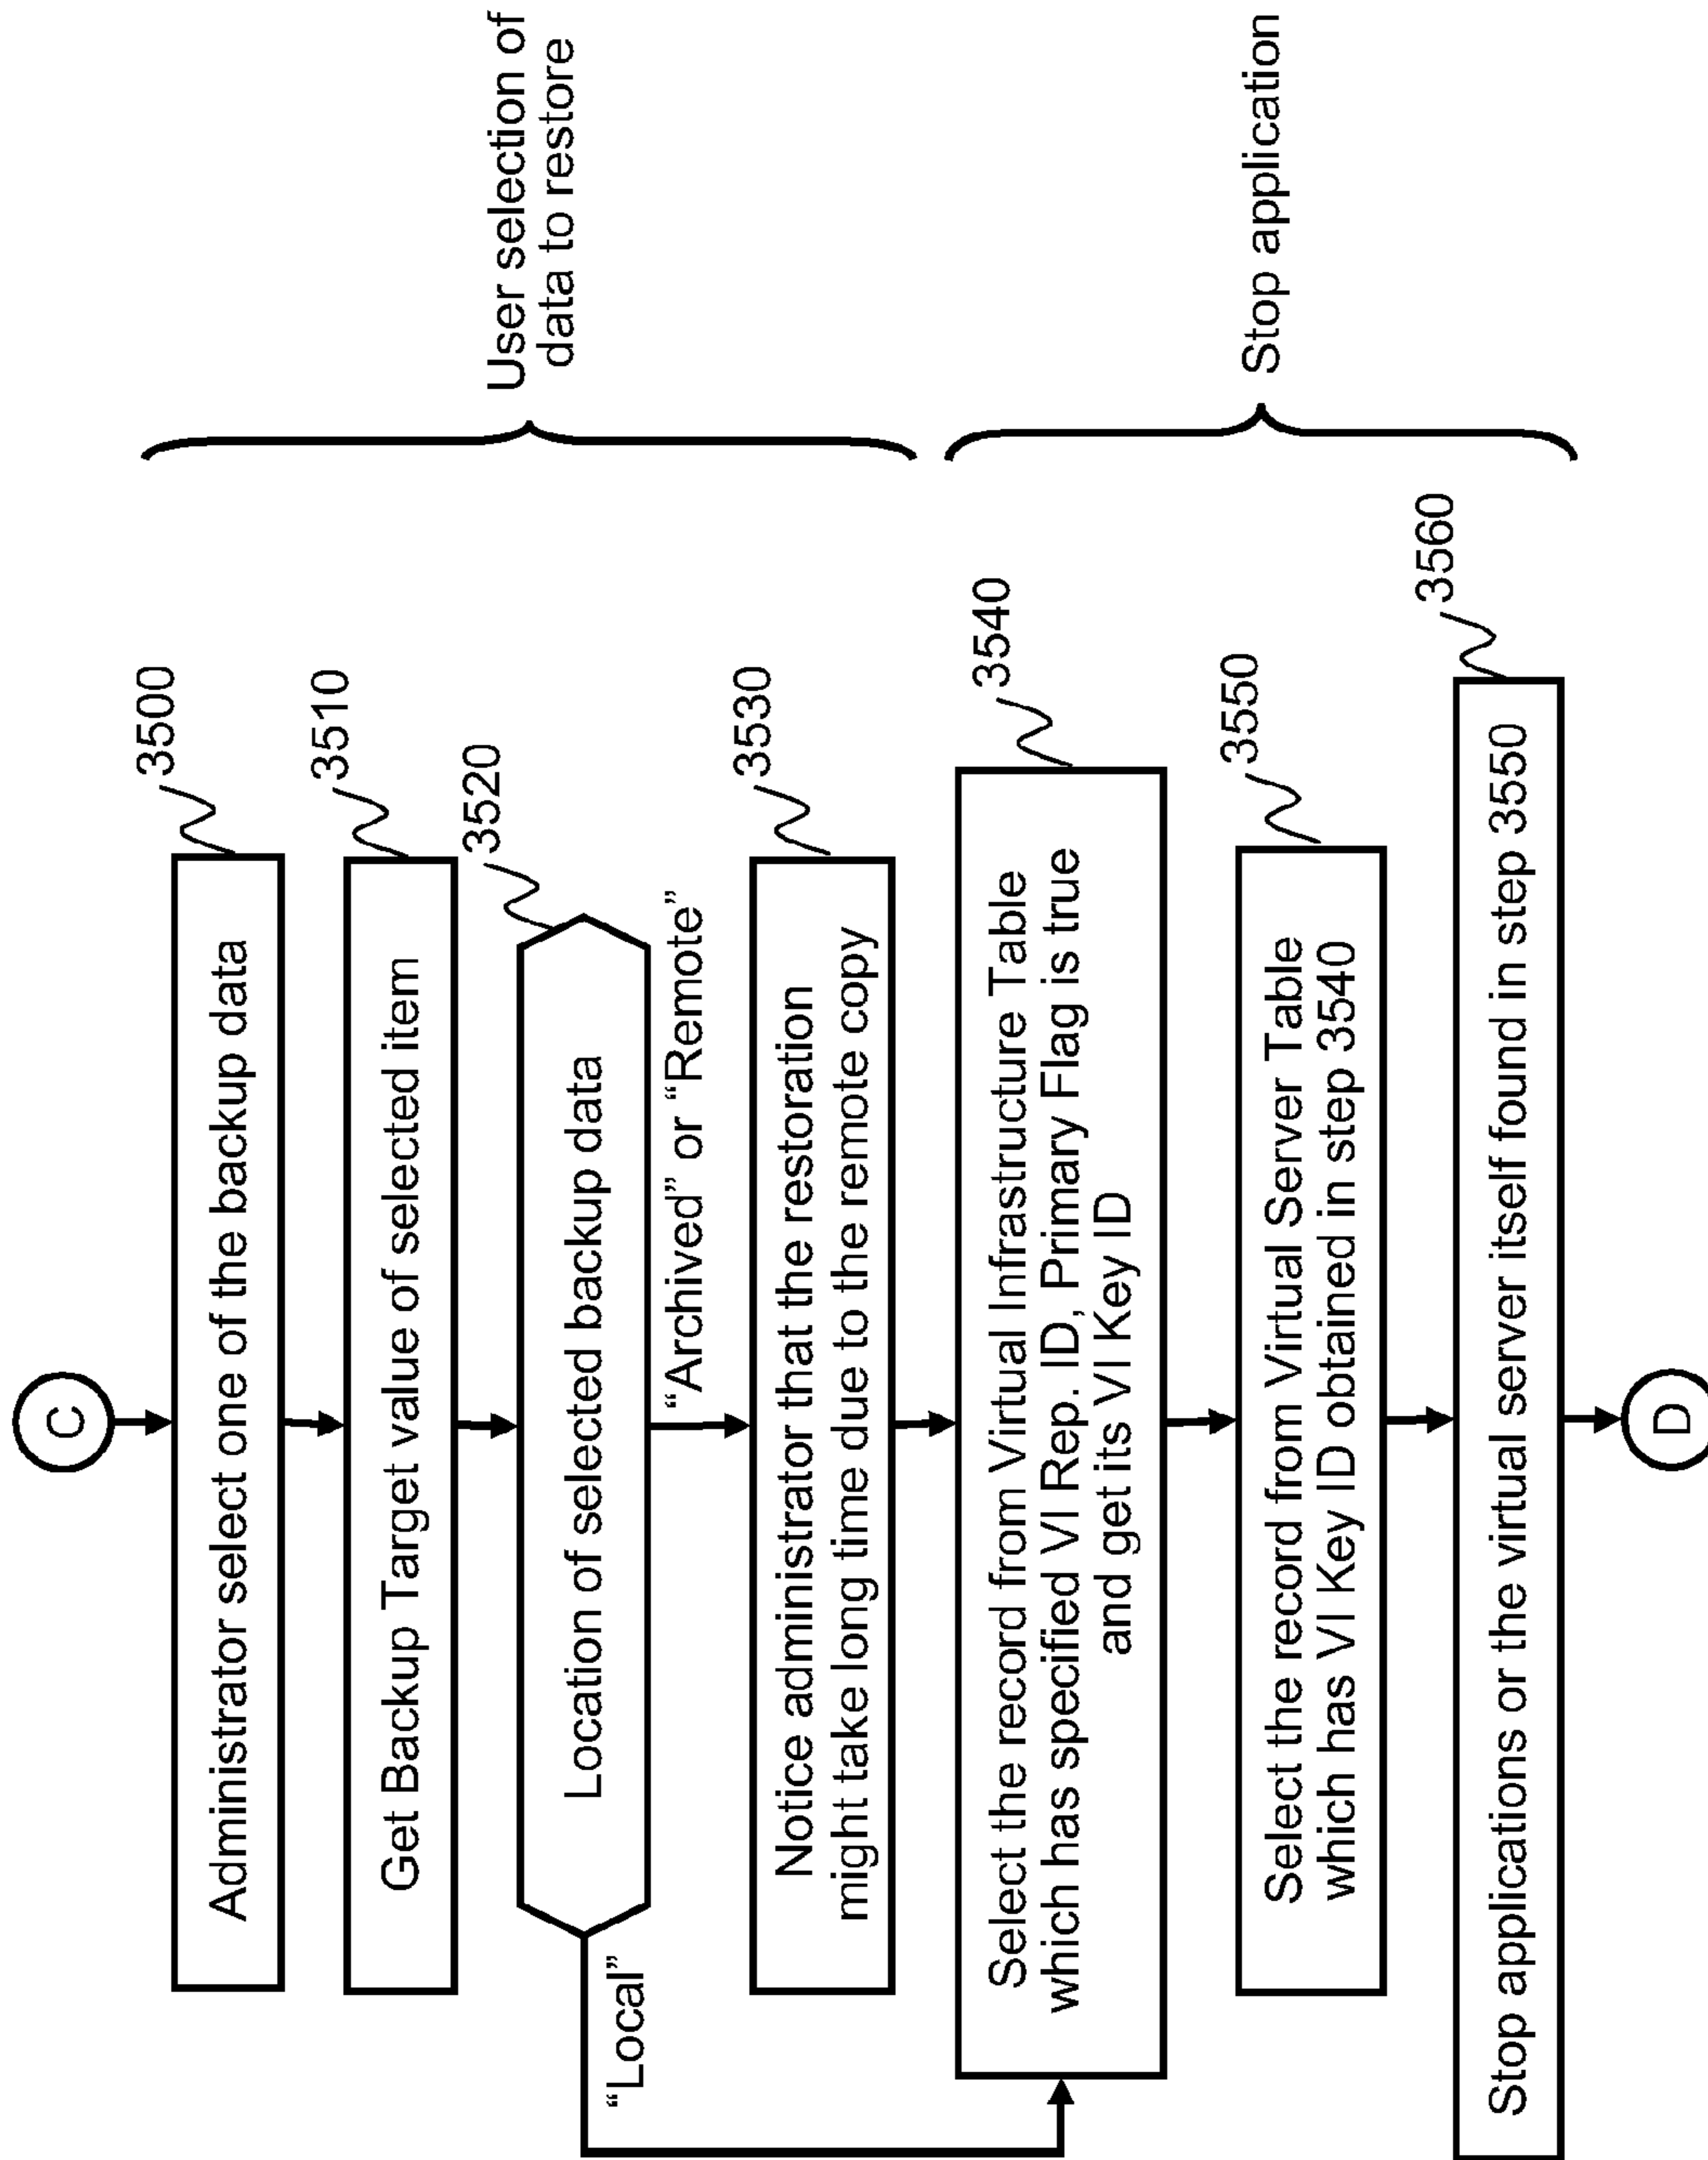 C
3500
Administrator select one of the backup data
3510
Get Backup Target value of selected item
3520
Location of selected backup data
“Local”
“Archived” or “Remote”
3530
Notice administrator that the restoration
might take long time due to the remote copy
User selection of
data to restore
3540
Select the record from Virtual Infrastructure Table
which has specified VI Rep. ID, Primary Flag is true
and get its VI Key ID
3550
Select the record from Virtual Server Table
which has VI Key ID obtained in step 3540
3560
Stop applications or the virtual server itself found in step 3550
Stop application
D